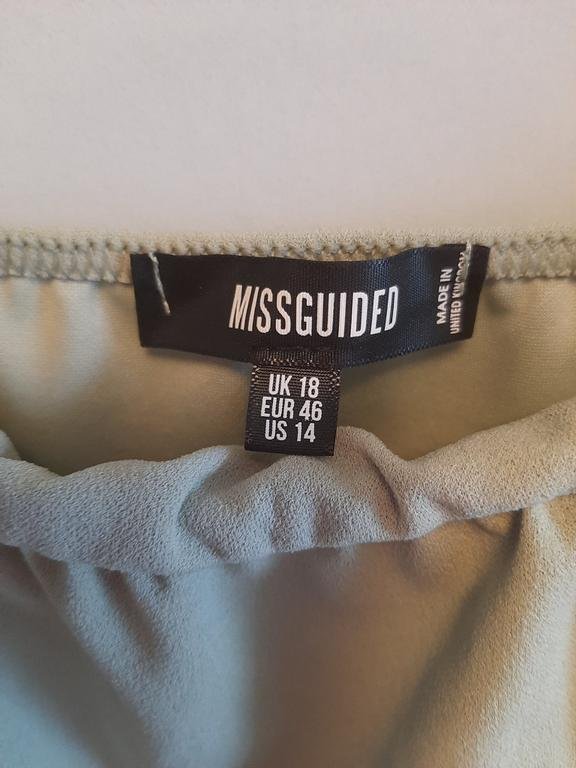 MISSGUIDED
MADE IN
UNITED KINGDOM
UK 18
EUR 46
US 14